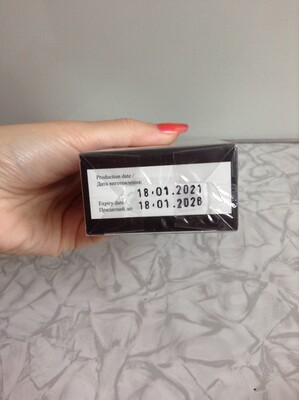 Production date /
Дата изготовления:
18.01.2021
Expiry date /
Придатний до:
18.01.2026